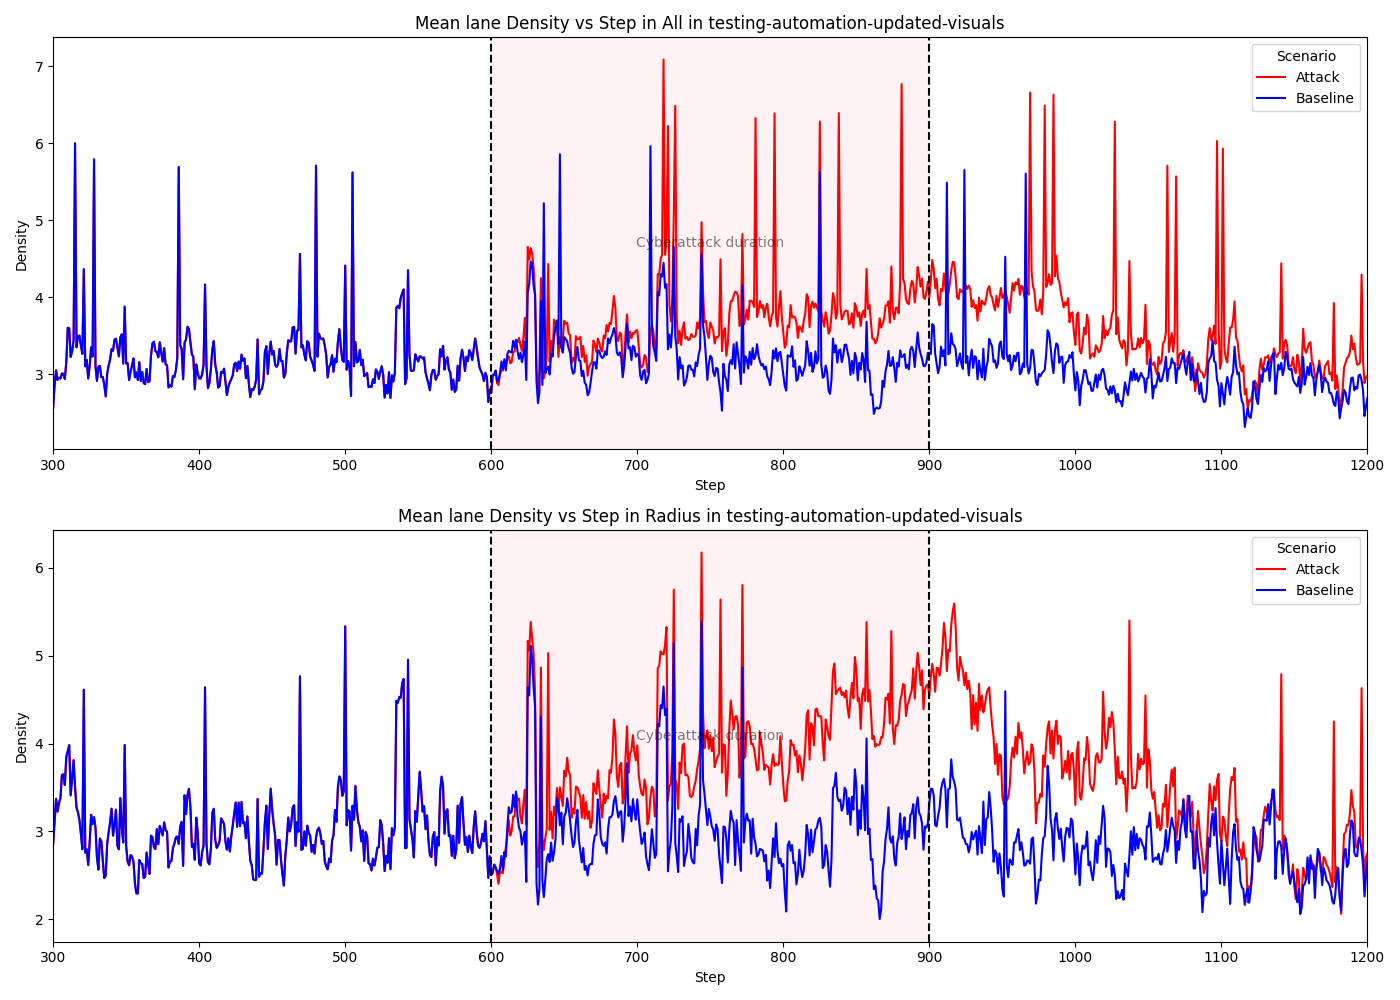 Mean lane Density vs Step in All in testing-automation-updated-visuals
7
6
5
4
3
Density
Scenario
Attack
Baseline
Cyberattack duration
300 400 500 600 700 800 900 1000 1100 1200
Step
Mean lane Density vs Step in Radius in testing-automation-updated-visuals
6
5
4
3
2
Density
Scenario
Attack
Baseline
Cyberattack duration
300 400 500 600 700 800 900 1000 1100 1200
Step